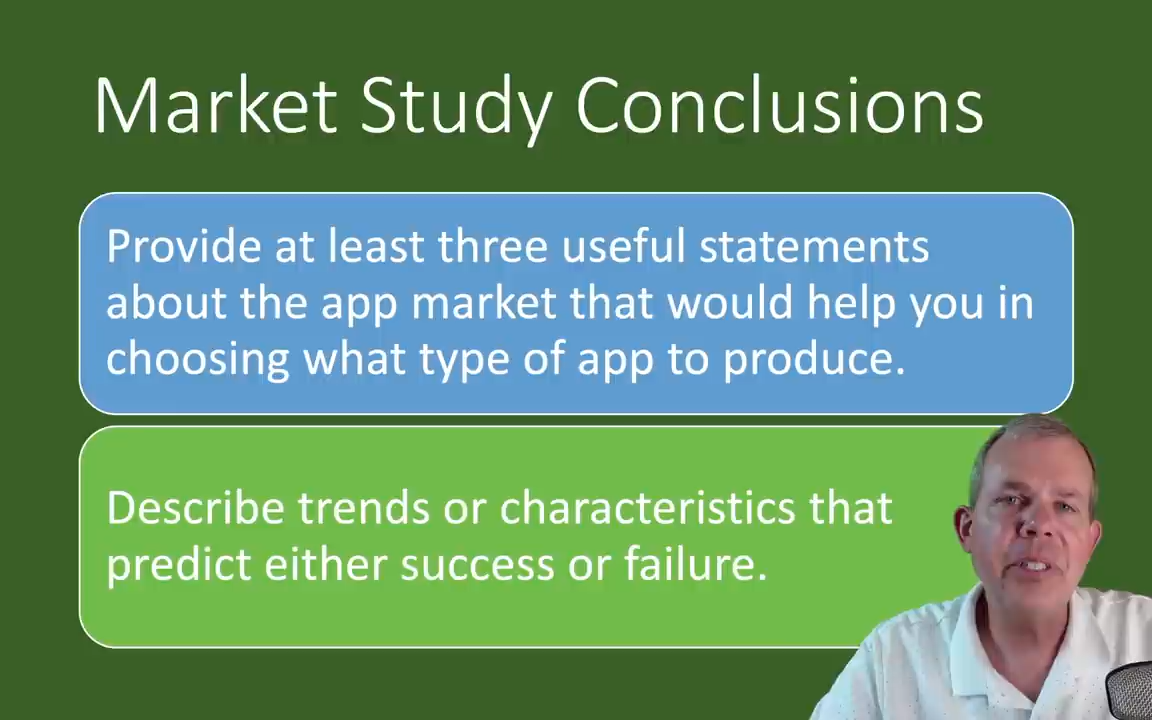 Market Study Conclusions
Provide at least three useful statements
about the app market that would help you in
choosing what type of app to produce.
Describe trends or characteristics that
predict either success or failure.